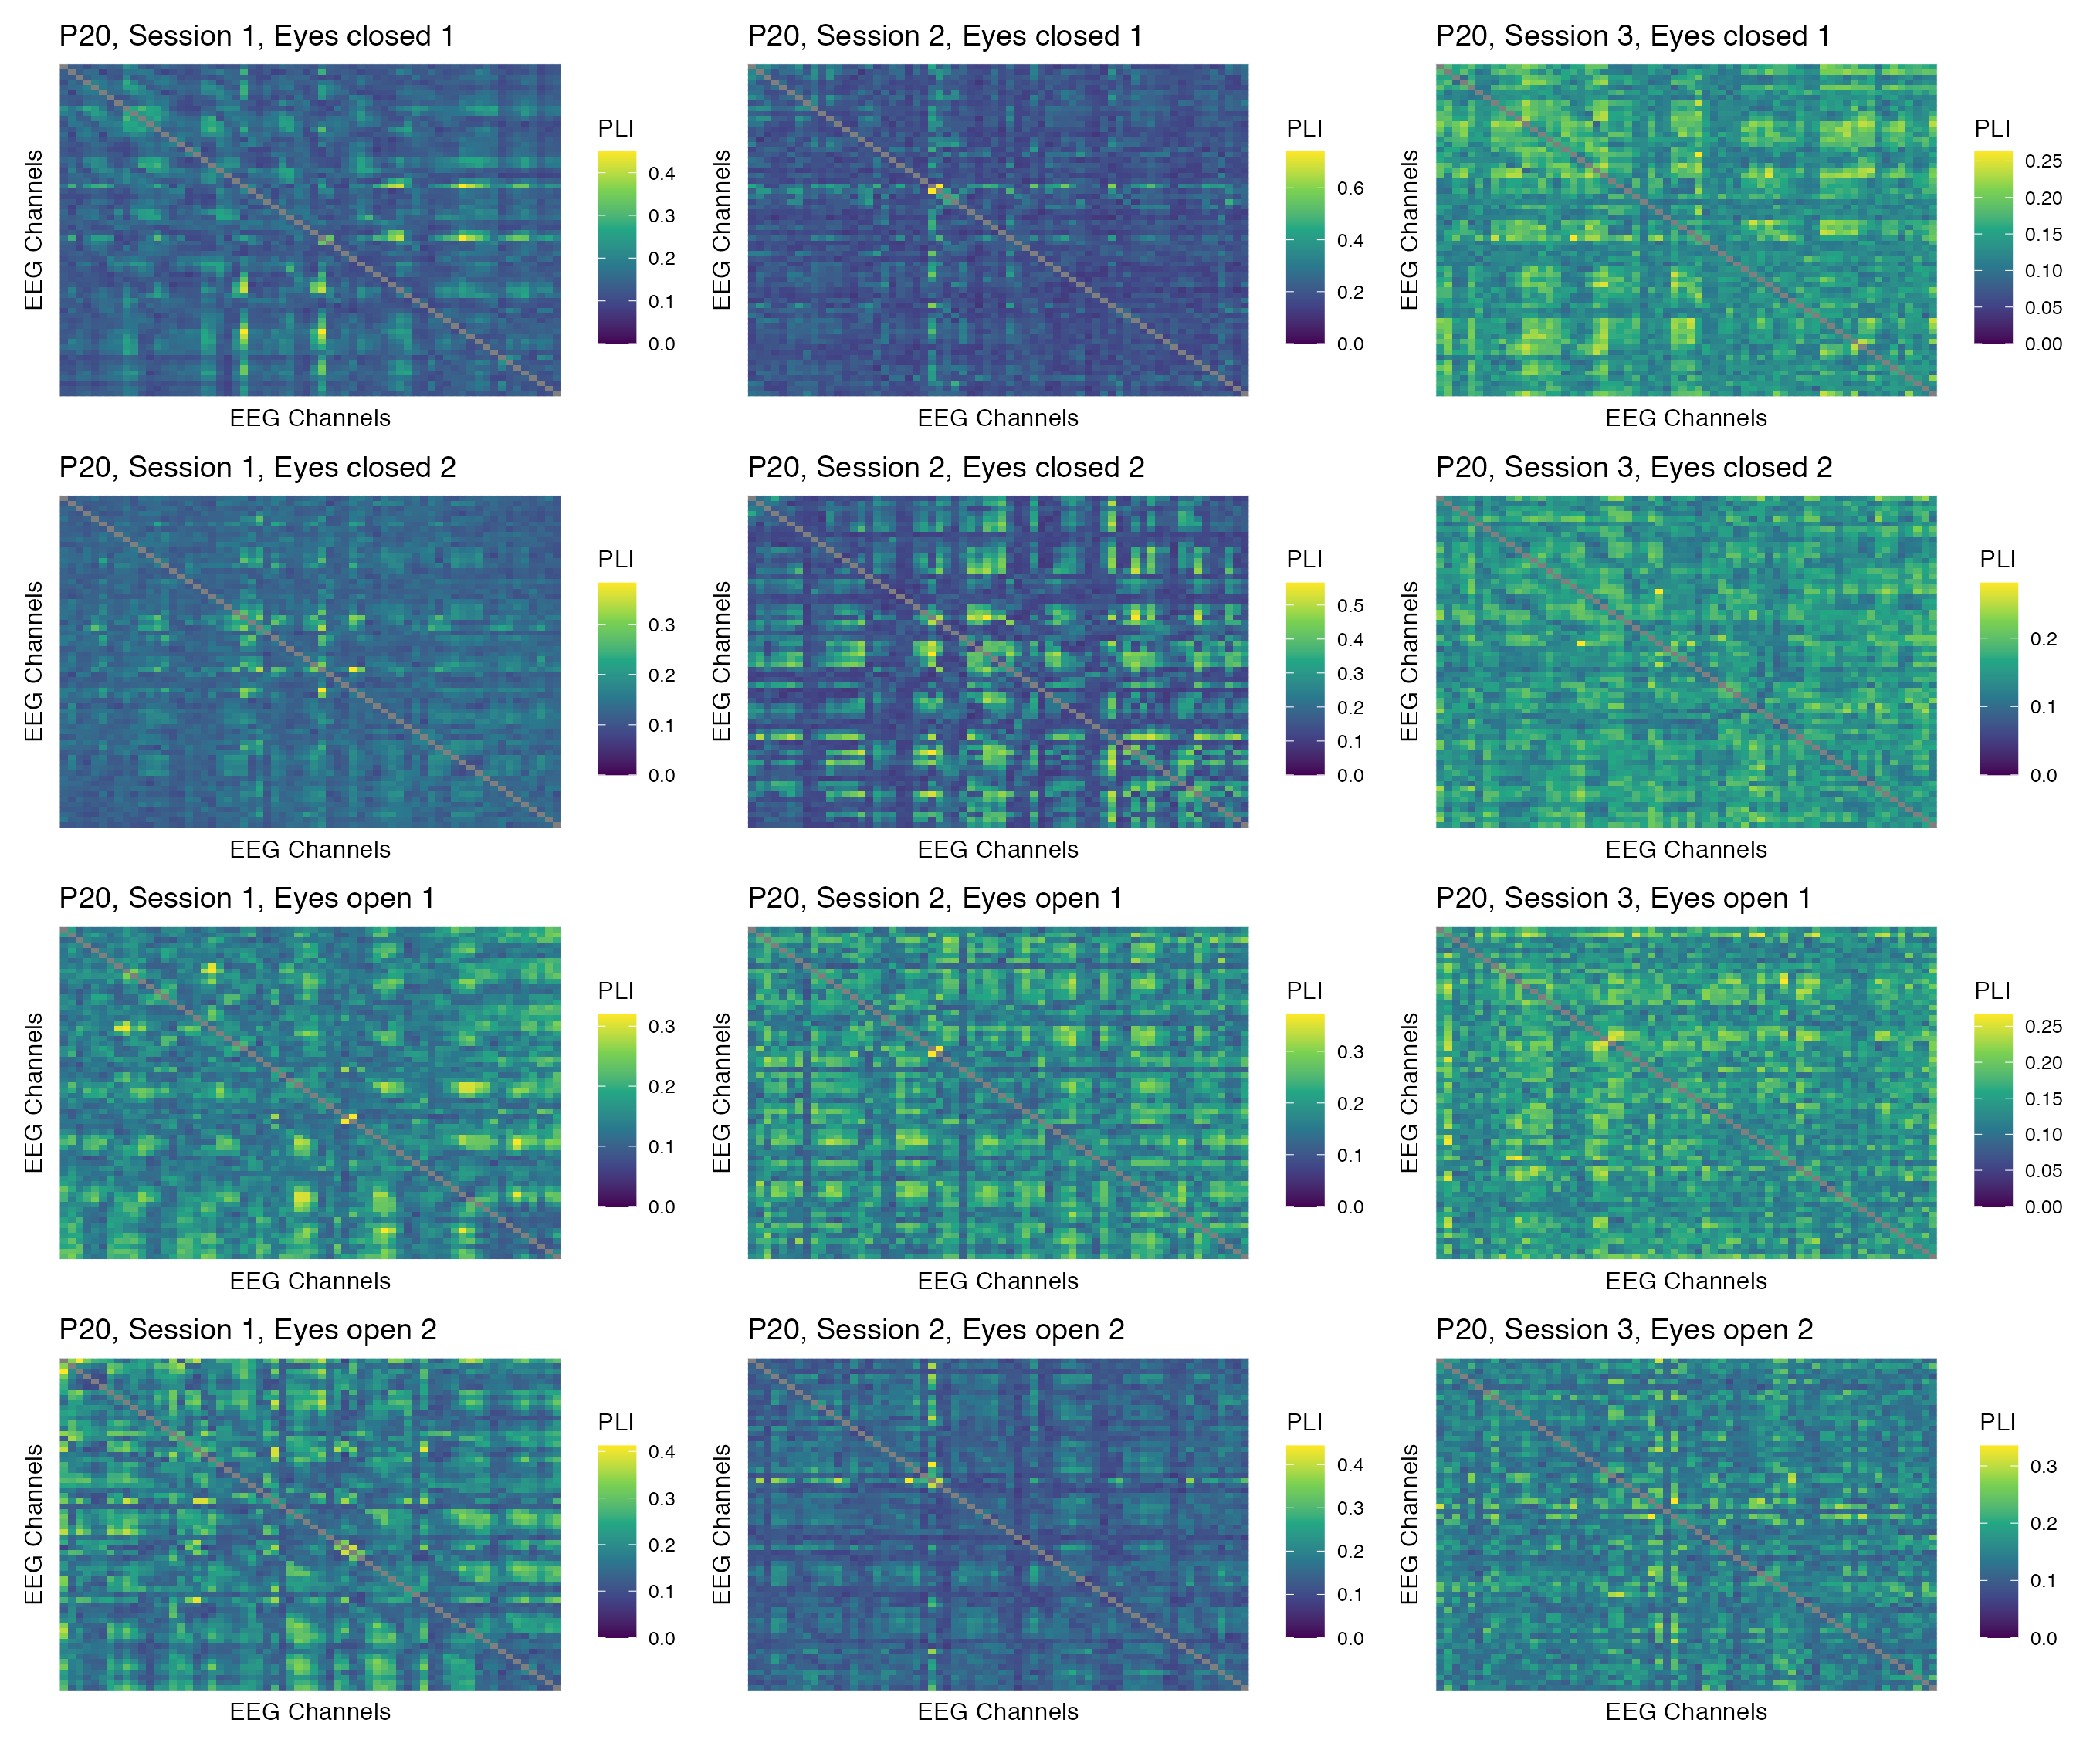 P20, Session 1, Eyes closed 1
EEG Channels
EEG Channels
PLI
0.4
0.3
0.2
0.1
0.0
P20, Session 2, Eyes closed 1
EEG Channels
EEG Channels
PLI
0.6
0.4
0.2
0.0
P20, Session 3, Eyes closed 1
EEG Channels
EEG Channels
PLI
0.25
0.20
0.15
0.10
0.05
0.00
P20, Session 1, Eyes closed 2
EEG Channels
EEG Channels
PLI
0.3
0.2
0.1
0.0
P20, Session 2, Eyes closed 2
EEG Channels
EEG Channels
PLI
0.5
0.4
0.3
0.2
0.1
0.0
P20, Session 3, Eyes closed 2
EEG Channels
EEG Channels
PLI
0.2
0.1
0.0
P20, Session 1, Eyes open 1
EEG Channels
EEG Channels
PLI
0.3
0.2
0.1
0.0
P20, Session 2, Eyes open 1
EEG Channels
EEG Channels
PLI
0.3
0.2
0.1
0.0
P20, Session 3, Eyes open 1
EEG Channels
EEG Channels
PLI
0.25
0.20
0.15
0.10
0.05
0.00
P20, Session 1, Eyes open 2
EEG Channels
EEG Channels
PLI
0.4
0.3
0.2
0.1
0.0
P20, Session 2, Eyes open 2
EEG Channels
EEG Channels
PLI
0.4
0.3
0.2
0.1
0.0
P20, Session 3, Eyes open 2
EEG Channels
EEG Channels
PLI
0.3
0.2
0.1
0.0